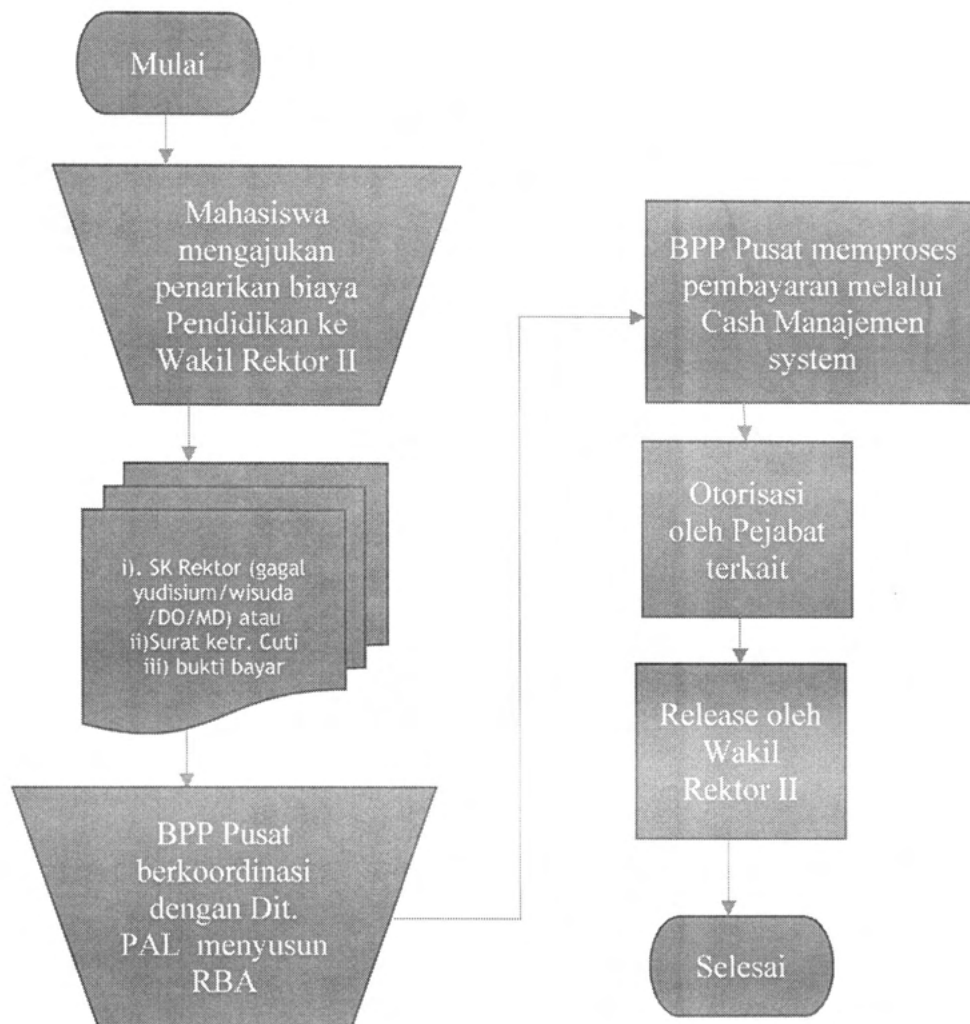 Mulai
Mahasiswa
mengajukan
penarikan biaya
Pendidikan ke
Wakil Rektor II
i). SK Rektor (gagal
yudisium/wisuda
/DO/MD) atau
ii)Surat ketr. Cuti
iii) bukti bayar
BPP Pusat
berkoordinasi
dengan Dit.
PAL menyusun
RBA
BPP Pusat memproses
pembayaran melalui
Cash Manajemen
system
Otorisasi
oleh Pejabat
terkait
Release oleh
Wakil
Rektor II
Selesai